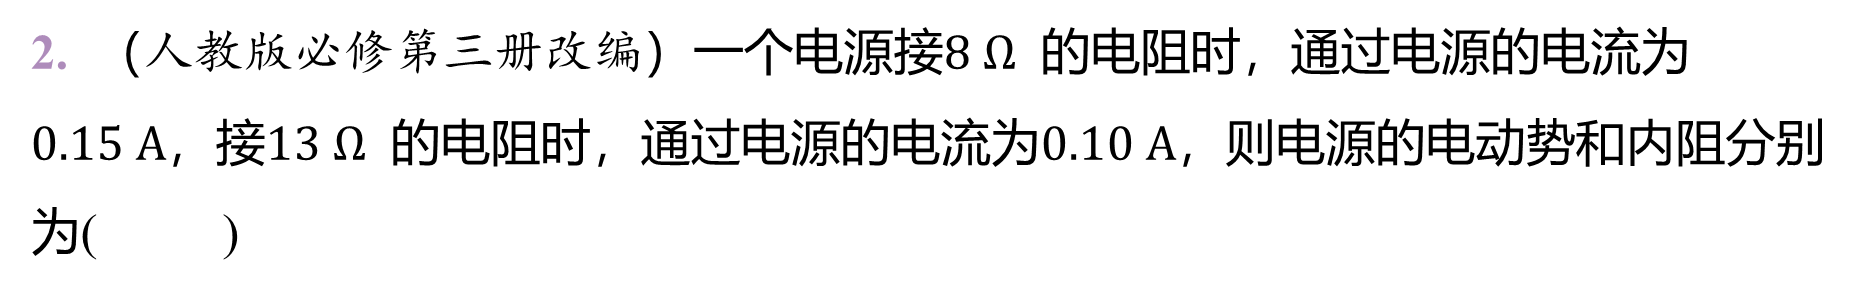 2. （人教版必修第三册改编）一个电源接8 Ω 的电阻时，通过电源的电流为
0.15 A，接13 Ω 的电阻时，通过电源的电流为0.10 A，则电源的电动势和内阻分别
为(　　)